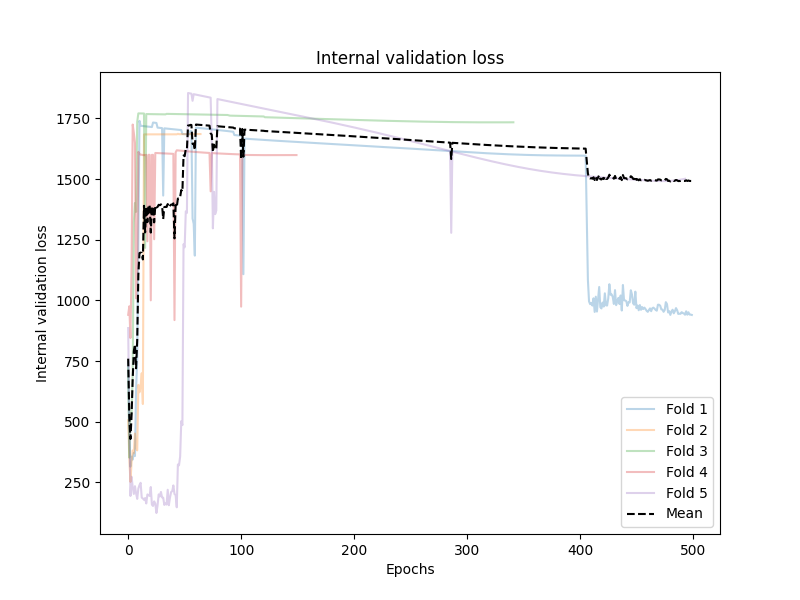 Internal validation loss
Internal validation loss
1750
1500
1250
1000
750
500
250
0
100
200
300
400
500
Epochs
Fold 1
Fold 2
Fold 3
Fold 4
Fold 5
Mean